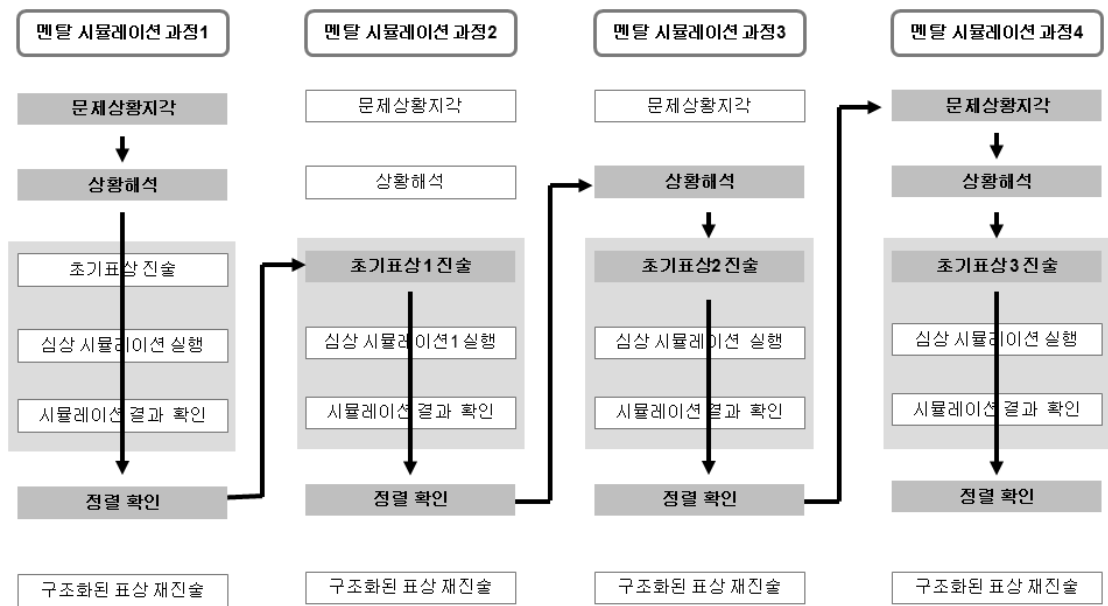 멘탈 시뮬레이션 과정1
멘탈 시뮬레이션 과정2
멘탈 시뮬레이션 과정3
멘탈 시뮬레이션 과정4
문제상황지각
문제상황지각
문제상황지각
문제상황지각
상황해석
상황해석
상황해석
상황해석
초기표상 진술
초기표상1 진술
초기표상2 진술
초기표상3 진술
심상 시뮬레이션 실행
심상 시뮬레이션1 실행
심상 시뮬레이션 실행
심상 시뮬레이션 실행
시뮬레이션 결과 확인
시뮬레이션 결과 확인
시뮬레이션 결과 확인
시뮬레이션 결과 확인
정렬 확인
정렬 확인
정렬 확인
정렬 확인
구조화된 표상 재진술
구조화된 표상 재진술
구조화된 표상 재진술
구조화된 표상 재진술